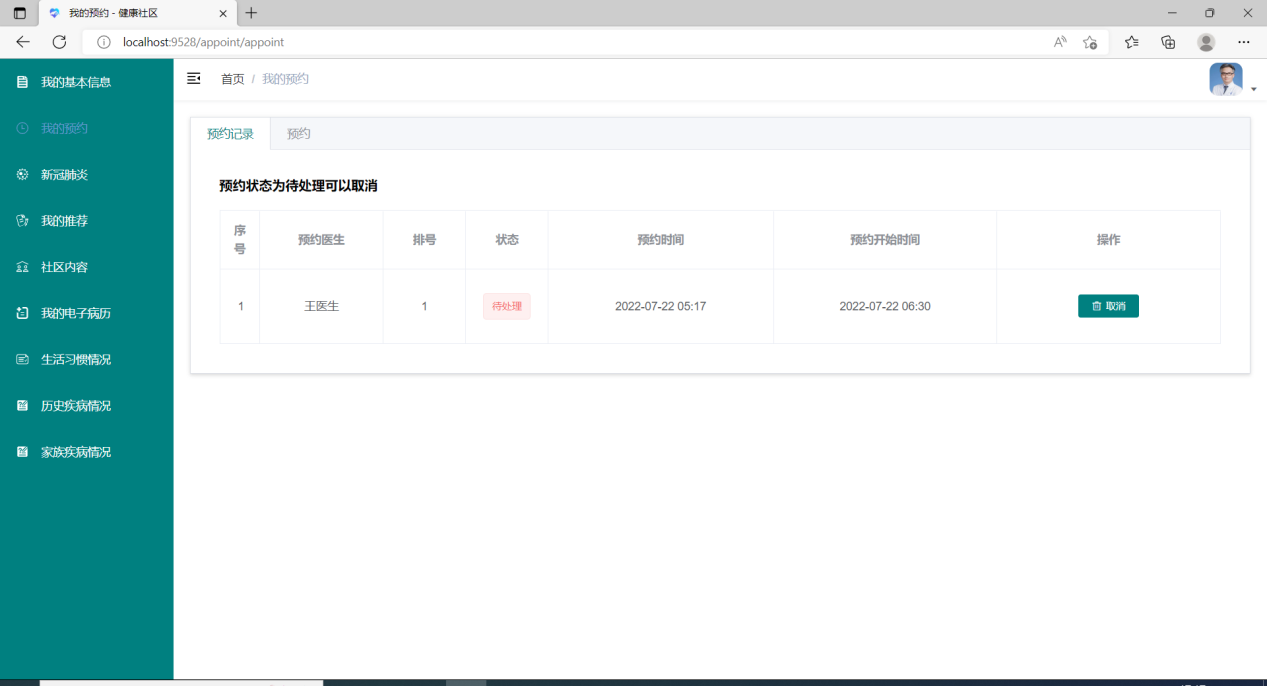 我的预约 - 健康社区
localhost:9528/appoint/appoint
我的基本信息
我的预约
新冠肺炎
我的推荐
社区内容
我的电子病历
生活习惯情况
历史疾病情况
家族疾病情况
首页 / 我的预约
预约记录 预约
预约状态为待处理可以取消
序号 预约医生 排号 状态 预约时间 预约开始时间 操作
1 王医生 1 待处理 2022-07-22 05:17 2022-07-22 06:30 取消